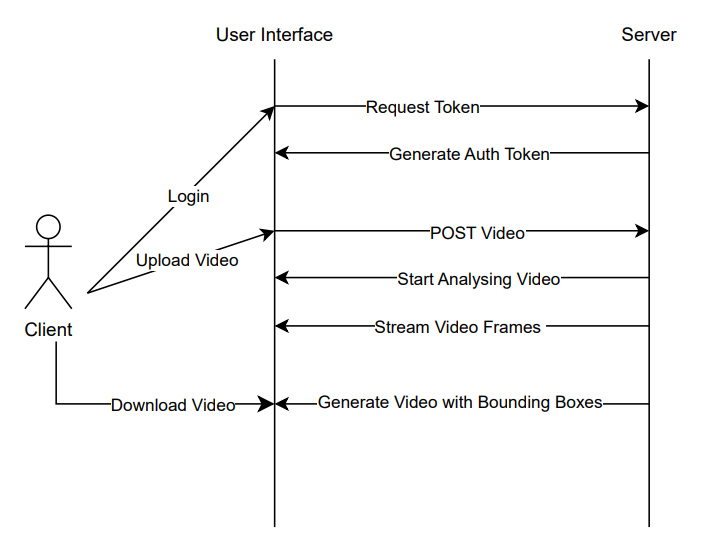 User Interface
Server
Request Token
Generate Auth Token
Login
POST Video
Upload Video
Start Analysing Video
Stream Video Frames
Client
Download Video
Generate Video with Bounding Boxes